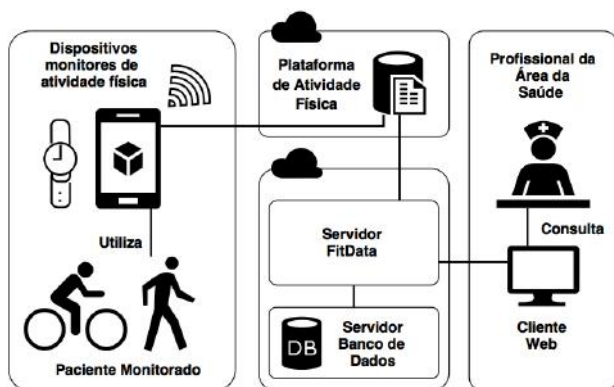 Dispositivos
monitores de
atividade física
Utiliza
Paciente Monitorado
Plataforma
de Atividade
Física
Servidor
FitData
DB
Servidor
Banco de
Dados
Profissional da
Área da
Saúde
Consulta
Cliente
Web